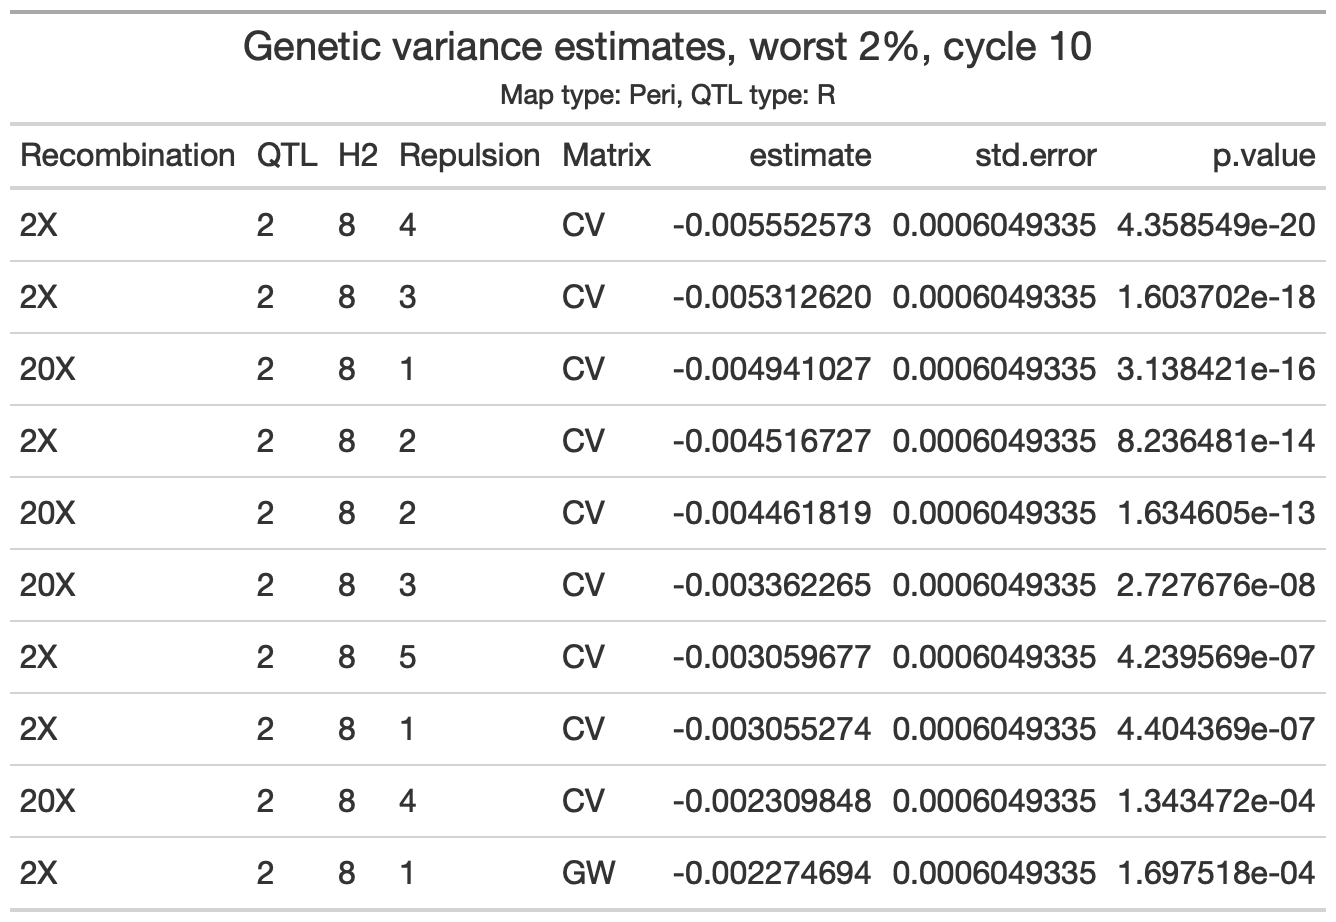 Genetic variance estimates, worst 2%, cycle 10
Map type: Peri, QTL type: R
Recombination QTL H2 Repulsion Matrix estimate std.error p.value
2X 2 8 4 CV -0.005552573 0.0006049335 4.358549e-20
2X 2 8 3 CV -0.005312620 0.0006049335 1.603702e-18
20X 2 8 1 CV -0.004941027 0.0006049335 3.138421e-16
2X 2 8 2 CV -0.004516727 0.0006049335 8.236481e-14
20X 2 8 2 CV -0.004461819 0.0006049335 1.634605e-13
20X 2 8 3 CV -0.003362265 0.0006049335 2.727676e-08
2X 2 8 5 CV -0.003059677 0.0006049335 4.239569e-07
2X 2 8 1 CV -0.003055274 0.0006049335 4.404369e-07
20X 2 8 4 CV -0.002309848 0.0006049335 1.343472e-04
2X 2 8 1 GW -0.002274694 0.0006049335 1.697518e-04